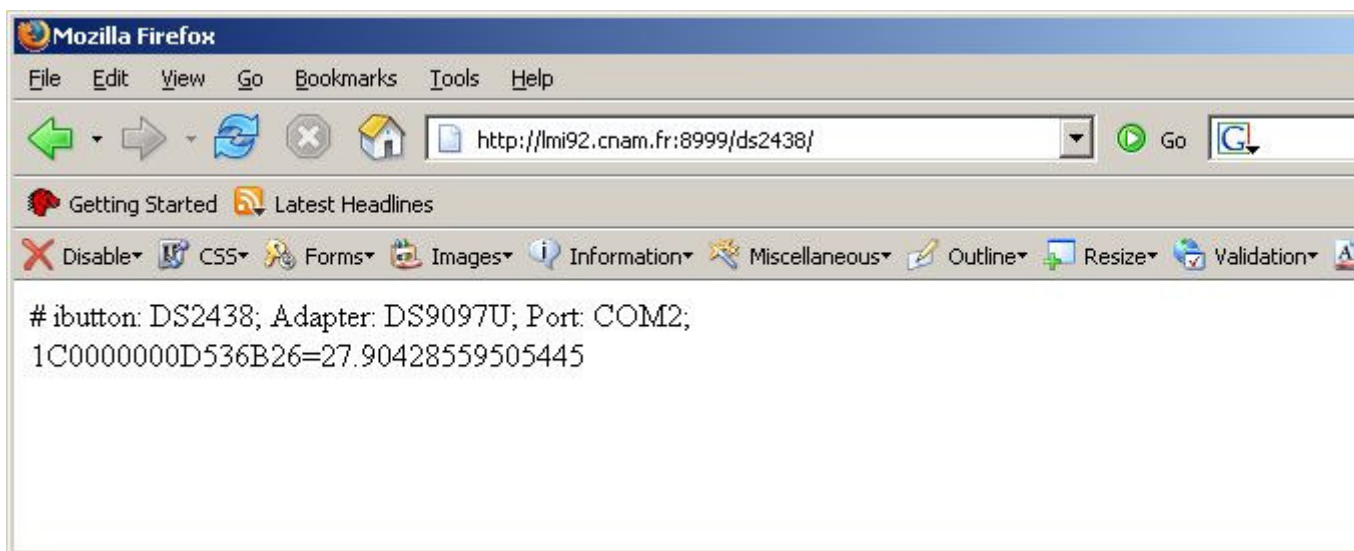 Mozilla Firefox
File Edit View Go Bookmarks Tools Help
http://lmi92.cnam.fr:8999/ds2438/ Go G
Getting Started Latest Headlines
Disable CSS Forms Images Information Miscellaneous Outline Resize Validation A
# ibutton: DS2438; Adapter: DS9097U; Port: COM2;
1C0000000D536B26=27.90428559505445